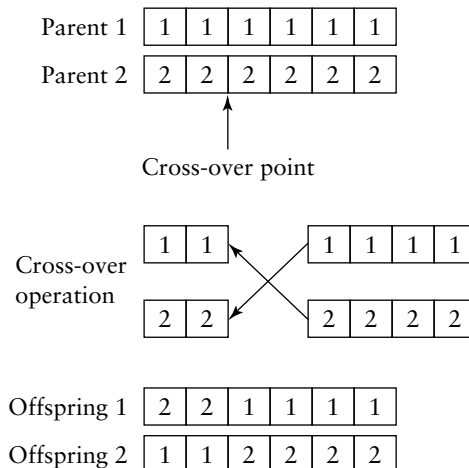 Parent 1 1 1 1 1 1 1
Parent 2 2 2 2 2 2 2
Cross-over point
1 1 1 1 1 1
Cross-over
operation
2 2 2 2 2 2
Offspring 1 2 2 1 1 1 1
Offspring 2 1 1 2 2 2 2